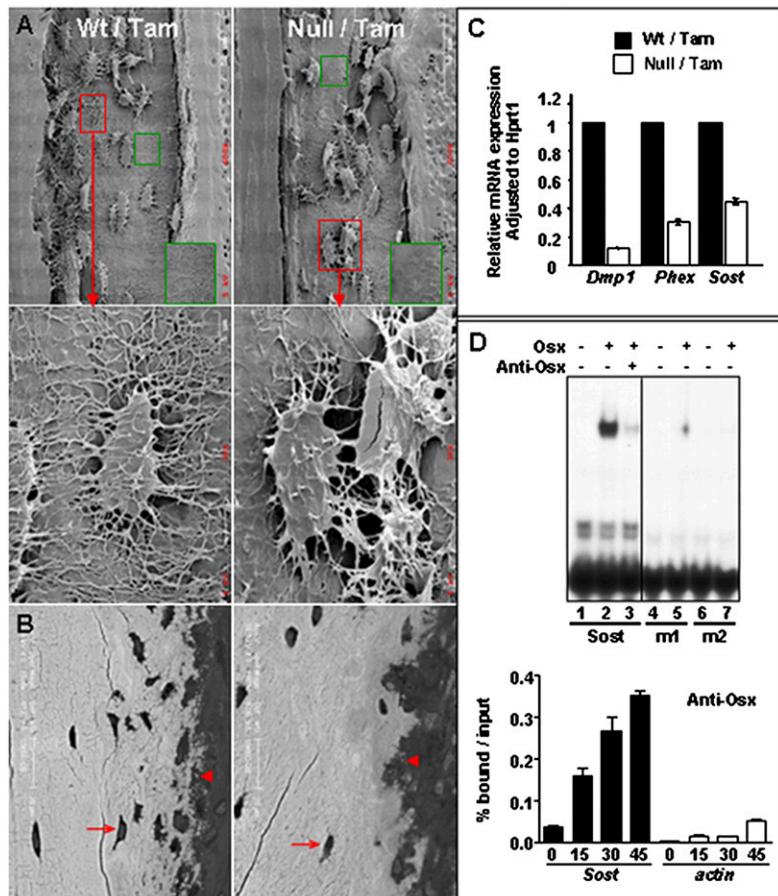 A
Wt / Tam
Null / Tam
B
C
Wt / Tam
Null / Tam
Relative mRNA expression
Adjusted to Hprt1
1.2
1
0.8
0.6
0.4
0.2
0
Dmp1 Phex Sost
D
Osx - + + - + - +
Anti-Osx +
1 2 3 4 5 6 7
Sost m1 m2
Anti-Osx
% bound / input
0.4
0.3
0.2
0.1
0.0
0 15 30 45 0 15 30 45
Sost actin